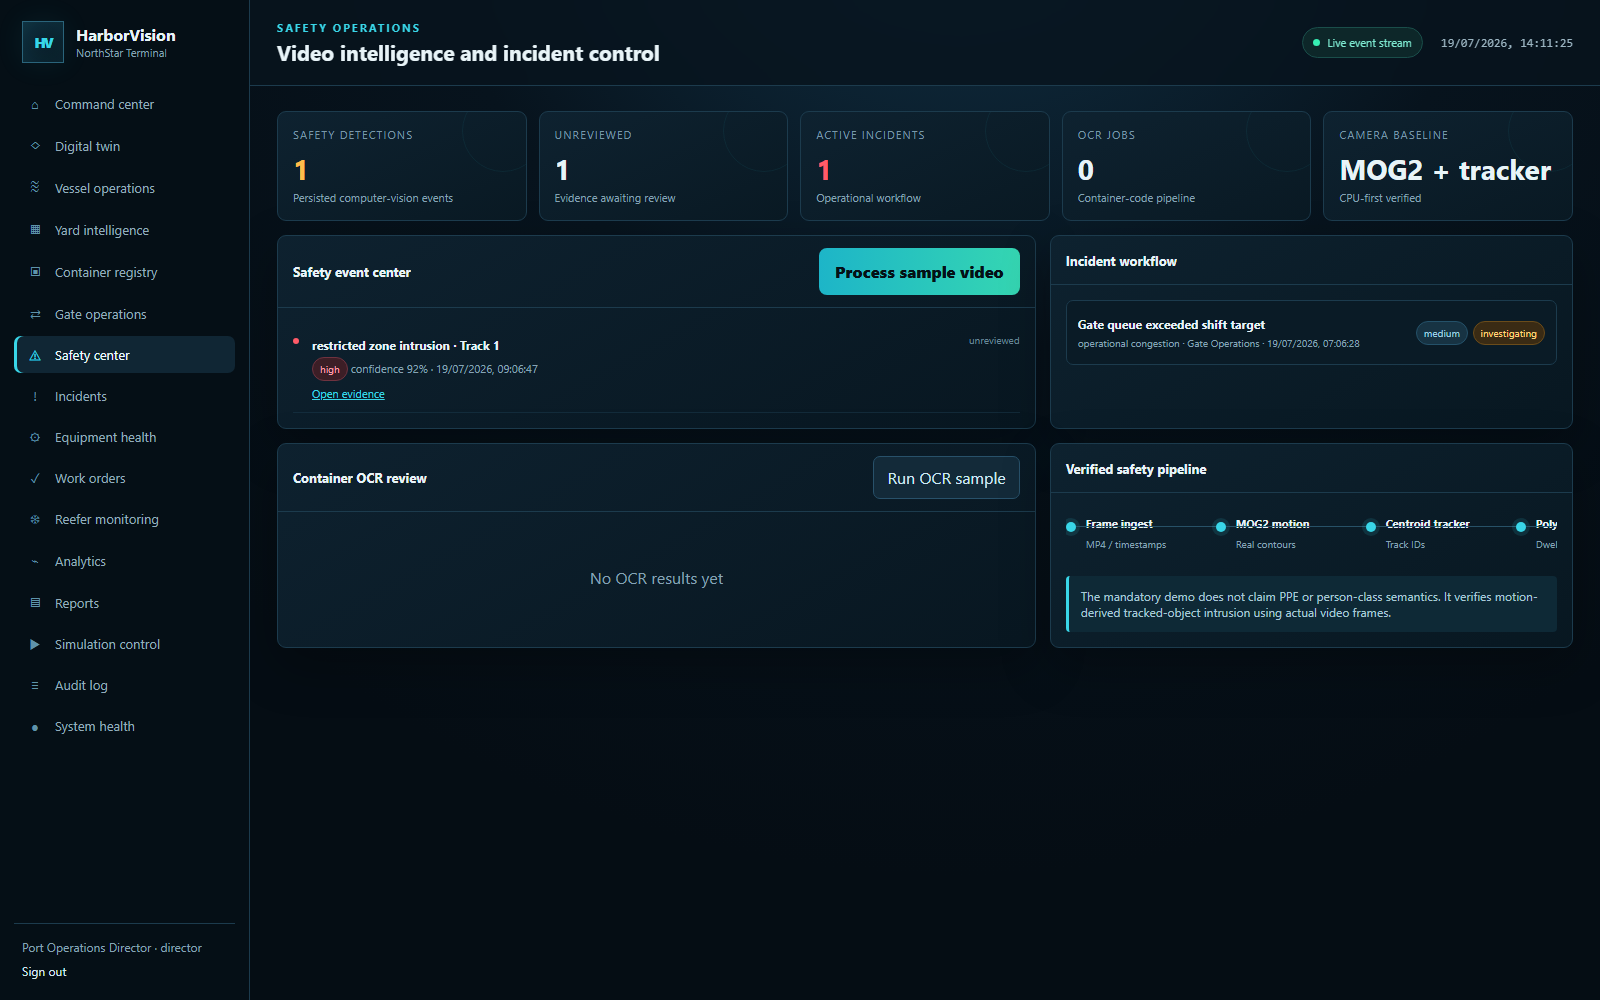 HV
HarborVision
NorthStar Terminal
Command center
Digital twin
Vessel operations
Yard intelligence
Container registry
Gate operations
Safety center
Incidents
Equipment health
Work orders
Reefer monitoring
Analytics
Reports
Simulation control
Audit log
System health
Port Operations Director · director
Sign out
SAFETY OPERATIONS
Video intelligence and incident control
Live event stream
19/07/2026, 14:11:25
SAFETY DETECTIONS
1
Persisted computer-vision events
UNREVIEWED
1
Evidence awaiting review
ACTIVE INCIDENTS
1
Operational workflow
OCR JOBS
0
Container-code pipeline
CAMERA BASELINE
MOG2 + tracker
CPU-first verified
Safety event center
Process sample video
restricted zone intrusion · Track 1
unreviewed
high confidence 92% · 19/07/2026, 09:06:47
Open evidence
Incident workflow
Gate queue exceeded shift target
operational congestion · Gate Operations · 19/07/2026, 07:06:28
medium
investigating
Container OCR review
Run OCR sample
No OCR results yet
Verified safety pipeline
Frame ingest
MP4 / timestamps
MOG2 motion
Real contours
Centroid tracker
Track IDs
Poly
Dwel
The mandatory demo does not claim PPE or person-class semantics. It verifies motion-
derived tracked-object intrusion using actual video frames.